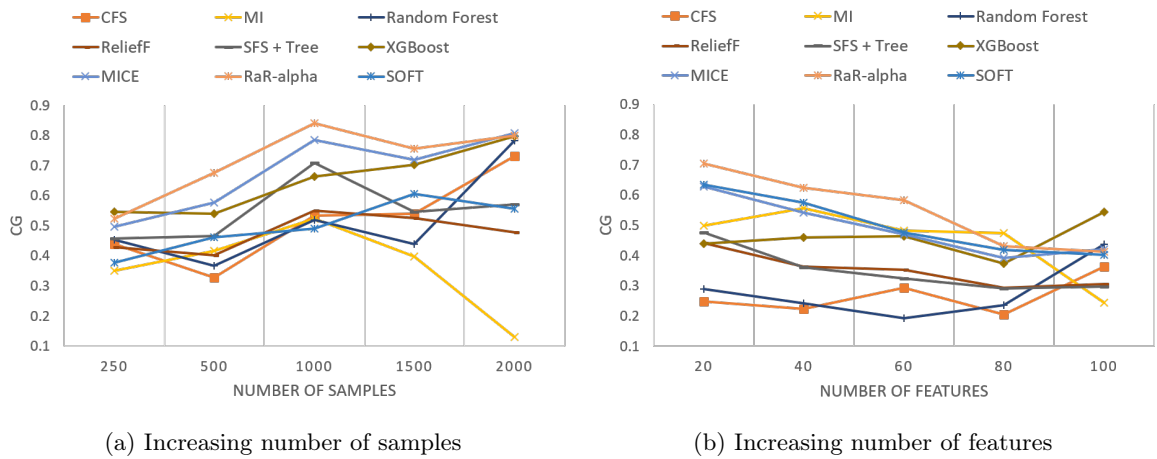 CFS MI Random Forest
ReliefF SFS + Tree XGBoost
MICE RaR-alpha SOFT
0.9
0.8
0.7
0.6
0.5
0.4
0.3
0.2
0.1
CG
250 500 1000 1500 2000
NUMBER OF SAMPLES
(a) Increasing number of samples
CFS MI Random Forest
ReliefF SFS + Tree XGBoost
MICE RaR-alpha SOFT
0.9
0.8
0.7
0.6
0.5
0.4
0.3
0.2
0.1
CG
20 40 60 80 100
NUMBER OF FEATURES
(b) Increasing number of features